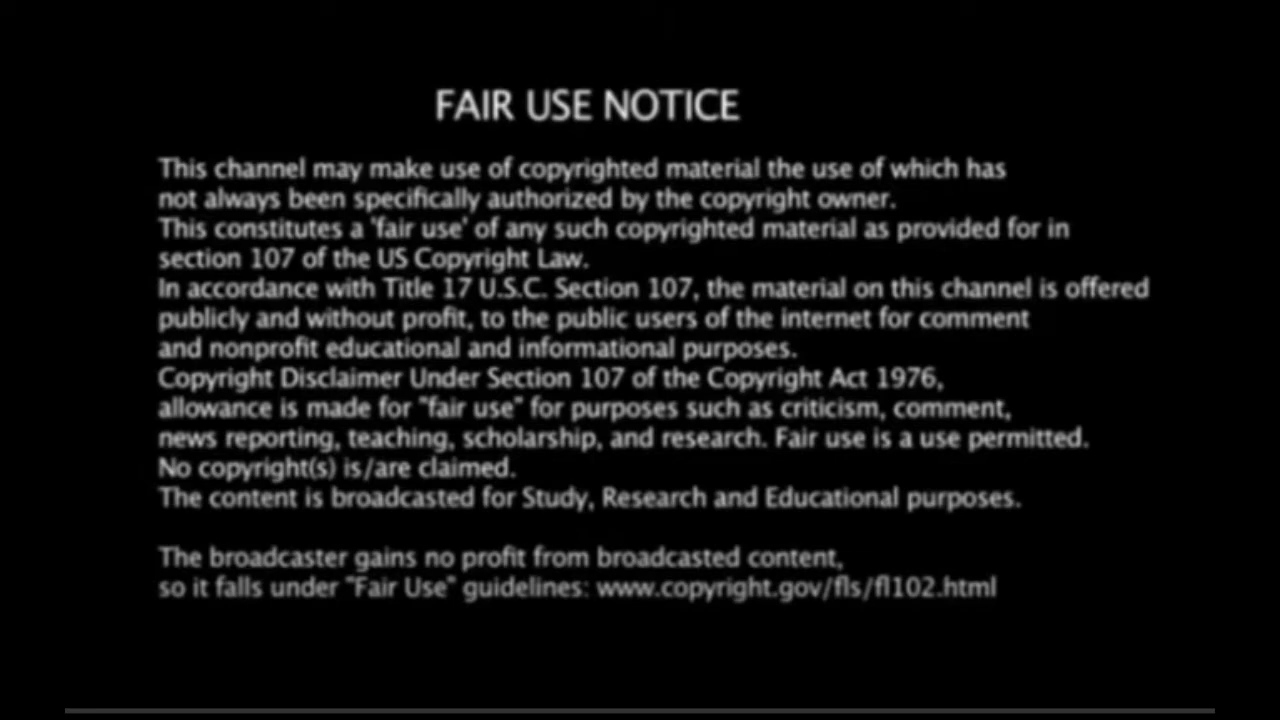 FAIR USE NOTICE
This channel may make use of copyrighted material the use of which has
not always been specifically authorized by the copyright owner.
This constitutes a 'fair use' of any such copyrighted material as provided for in
section 107 of the US Copyright Law.
In accordance with Title 17 U.S.C. Section 107, the material on this channel is offered
publicly and without profit, to the public users of the internet for comment
and nonprofit educational and informational purposes.
Copyright Disclaimer Under Section 107 of the Copyright Act 1976,
allowance is made for "fair use" for purposes such as criticism, comment,
news reporting, teaching, scholarship, and research. Fair use is a use permitted.
No copyright(s) is/are claimed.
The content is broadcasted for Study, Research and Educational purposes.
The broadcaster gains no profit from broadcasted content,
so it falls under "Fair Use" guidelines: www.copyright.gov/fls/fl102.html